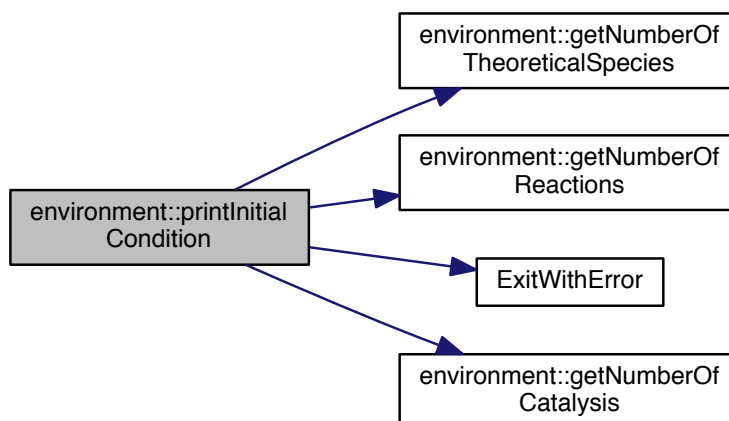 environment::getNumberOf
TheoreticalSpecies
environment::getNumberOf
Reactions
environment::printInitial
Condition
ExitWithError
environment::getNumberOf
Catalysis